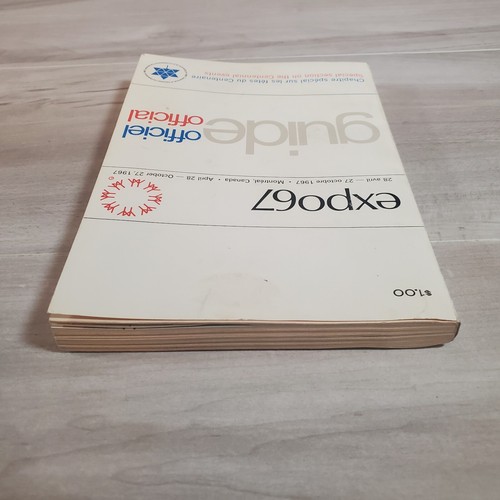 $1.00
expo67
28 avril — 27 octobre 1967 • Montréal, Canada • April 28 — October 27, 1967 ©
guide
officiel
official
Chapitre spécial sur les fêtes du Centenaire
Special section on the Centennial events